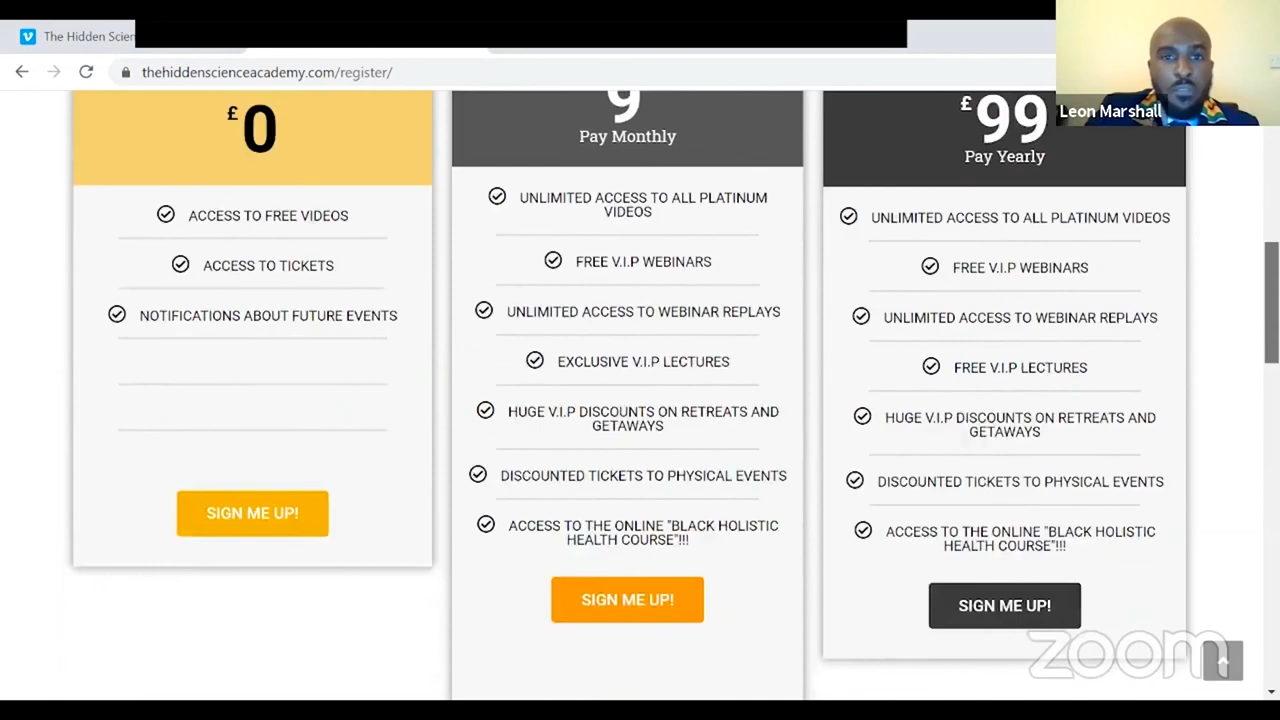 The Hidden Scien
thehiddenscienceacademy.com/register/
Leon Marshall
£
0
ACCESS TO FREE VIDEOS
ACCESS TO TICKETS
NOTIFICATIONS ABOUT FUTURE EVENTS
SIGN ME UP!
9
Pay Monthly
UNLIMITED ACCESS TO ALL PLATINUM
VIDEOS
FREE V.I.P WEBINARS
UNLIMITED ACCESS TO WEBINAR REPLAYS
EXCLUSIVE V.I.P LECTURES
HUGE V.I.P DISCOUNTS ON RETREATS AND
GETAWAYS
DISCOUNTED TICKETS TO PHYSICAL EVENTS
ACCESS TO THE ONLINE "BLACK HOLISTIC
HEALTH COURSE"!!!
SIGN ME UP!
£
99
Pay Yearly
UNLIMITED ACCESS TO ALL PLATINUM VIDEOS
FREE V.I.P WEBINARS
UNLIMITED ACCESS TO WEBINAR REPLAYS
FREE V.I.P LECTURES
HUGE V.I.P DISCOUNTS ON RETREATS AND
GETAWAYS
DISCOUNTED TICKETS TO PHYSICAL EVENTS
ACCESS TO THE ONLINE "BLACK HOLISTIC
HEALTH COURSE"!!!
SIGN ME UP!
zoom